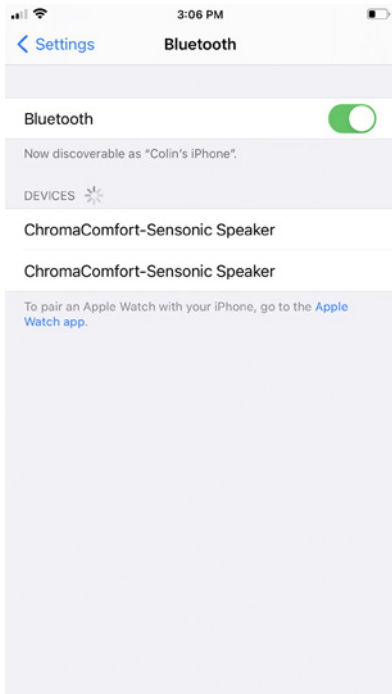 3:06 PM
Settings
Bluetooth
Bluetooth
Now discoverable as “Colin’s iPhone”.
DEVICES
ChromaComfort-Sensonic Speaker
ChromaComfort-Sensonic Speaker
To pair an Apple Watch with your iPhone, go to the Apple
Watch app.